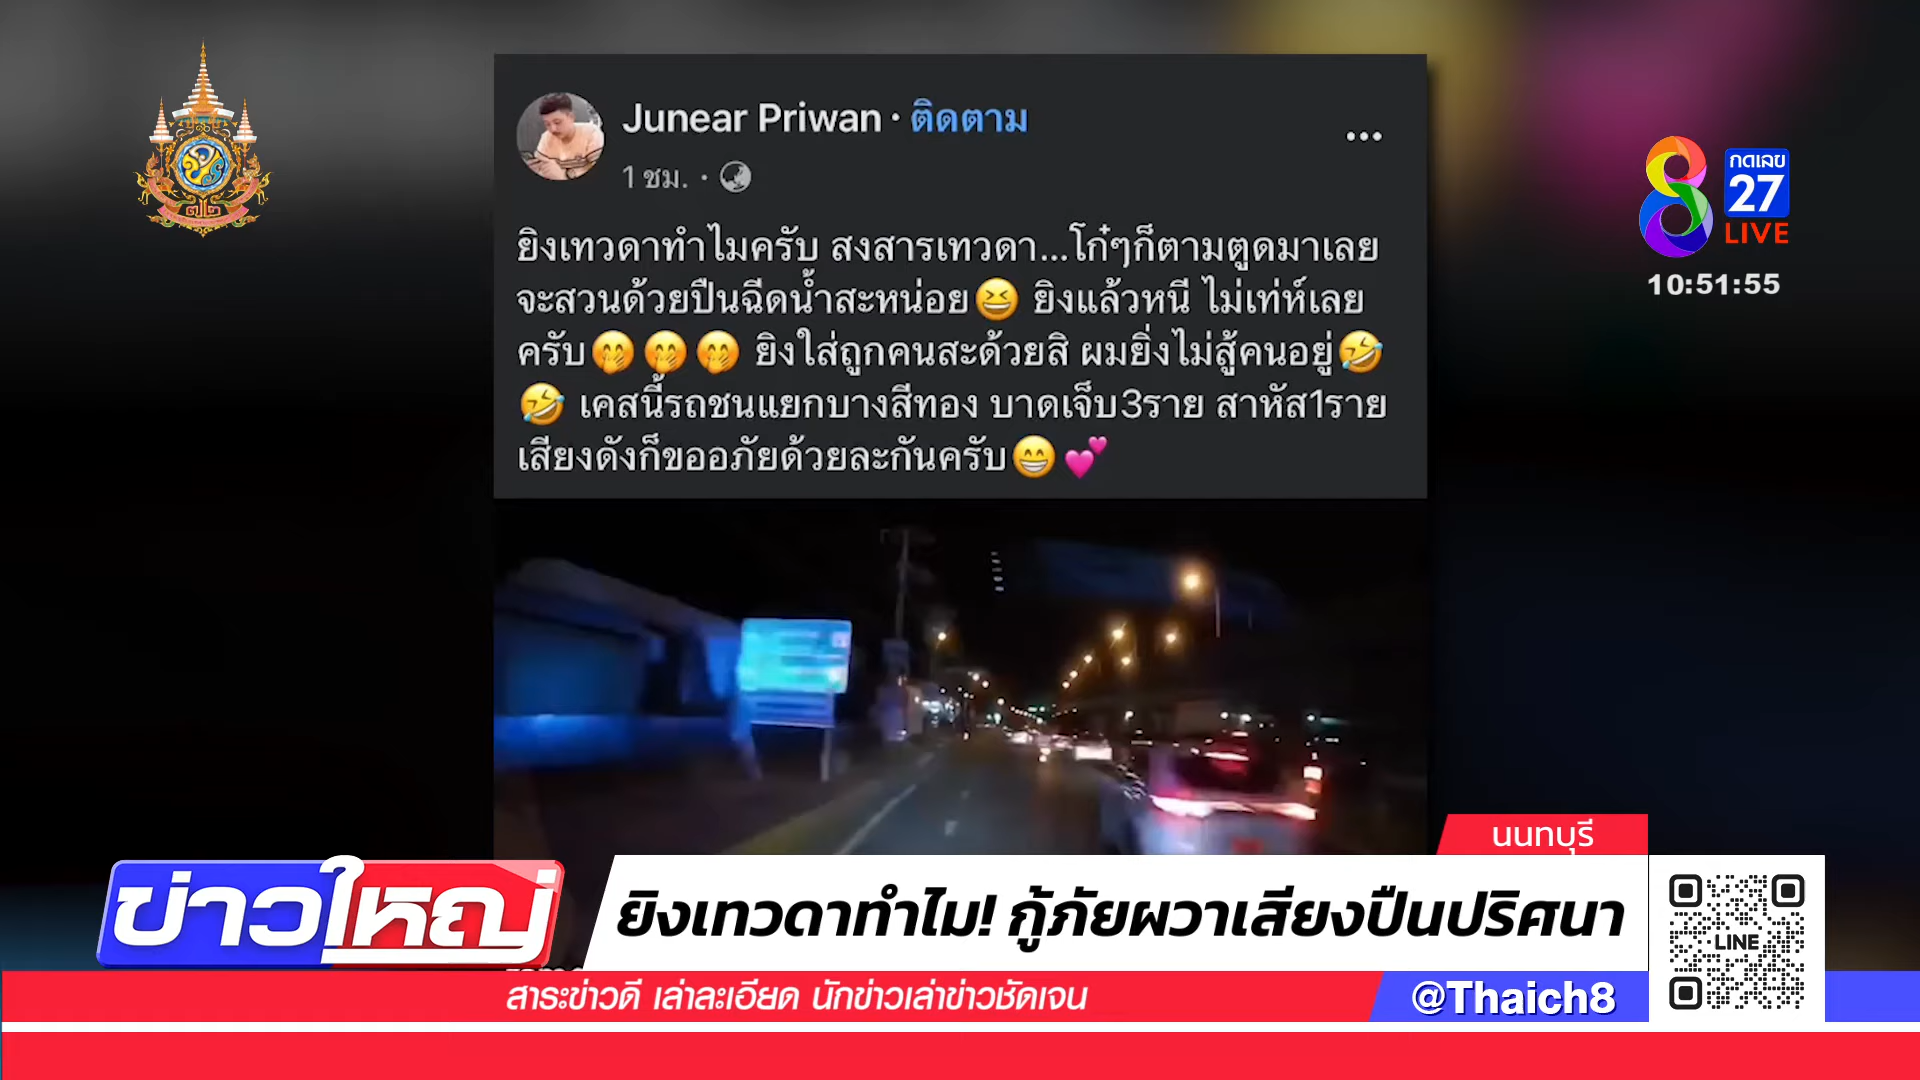 Junear Priwan · ติดตาม
1 ชม. ·
ยิงเทวดาทำไมครับ สงสารเทวดา...โก๋ๆก็ตามตูดมาเลย
จะสวนด้วยปืนฉีดน้ำสะหน่อย😆 ยิงแล้วหนี ไม่เท่ห์เลย
ครับ🤭🤭🤭 ยิงใส่ถูกคนสะด้วยสิ ผมยิ่งไม่สู้คนอยู่🤣
🤣 เคสนี้รถชนแยกบางสีทอง บาดเจ็บ3ราย สาหัส1ราย
เสียงดังก็ขออภัยด้วยละกันครับ😁💕
๗๒
8
กดเลข
27
LIVE
10:51:55
นนทบุรี
ข่าวใหญ่
ยิงเทวดาทำไม! กู้ภัยผวาเสียงปืนปริศนา
LINE
สาระข่าวดี เล่าละเอียด นักข่าวเล่าข่าวชัดเจน
@Thaich8